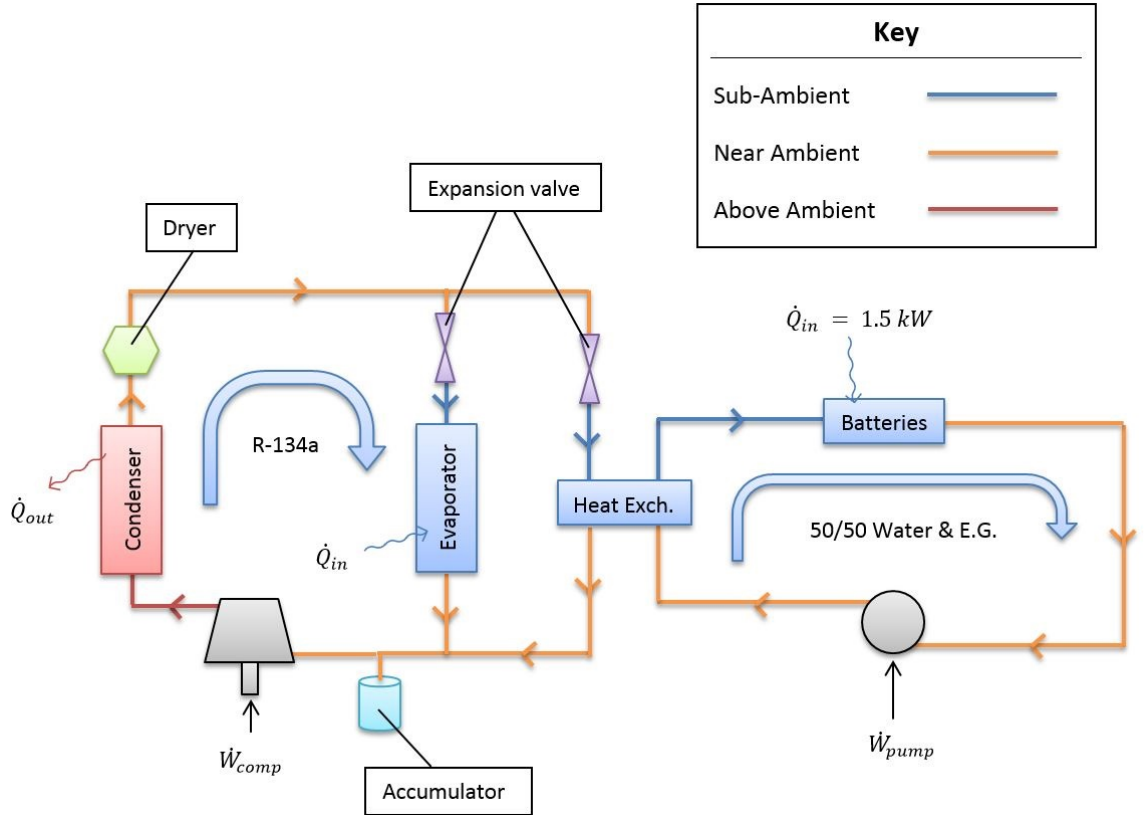 Key
Sub-Ambient
Near Ambient
Above Ambient
Expansion valve
Dryer
Q̇in = 1.5 kW
Batteries
R-134a
Condenser
Evaporator
Heat Exch.
Q̇out
Q̇in
50/50 Water & E.G.
Ẇcomp
Ẇpump
Accumulator